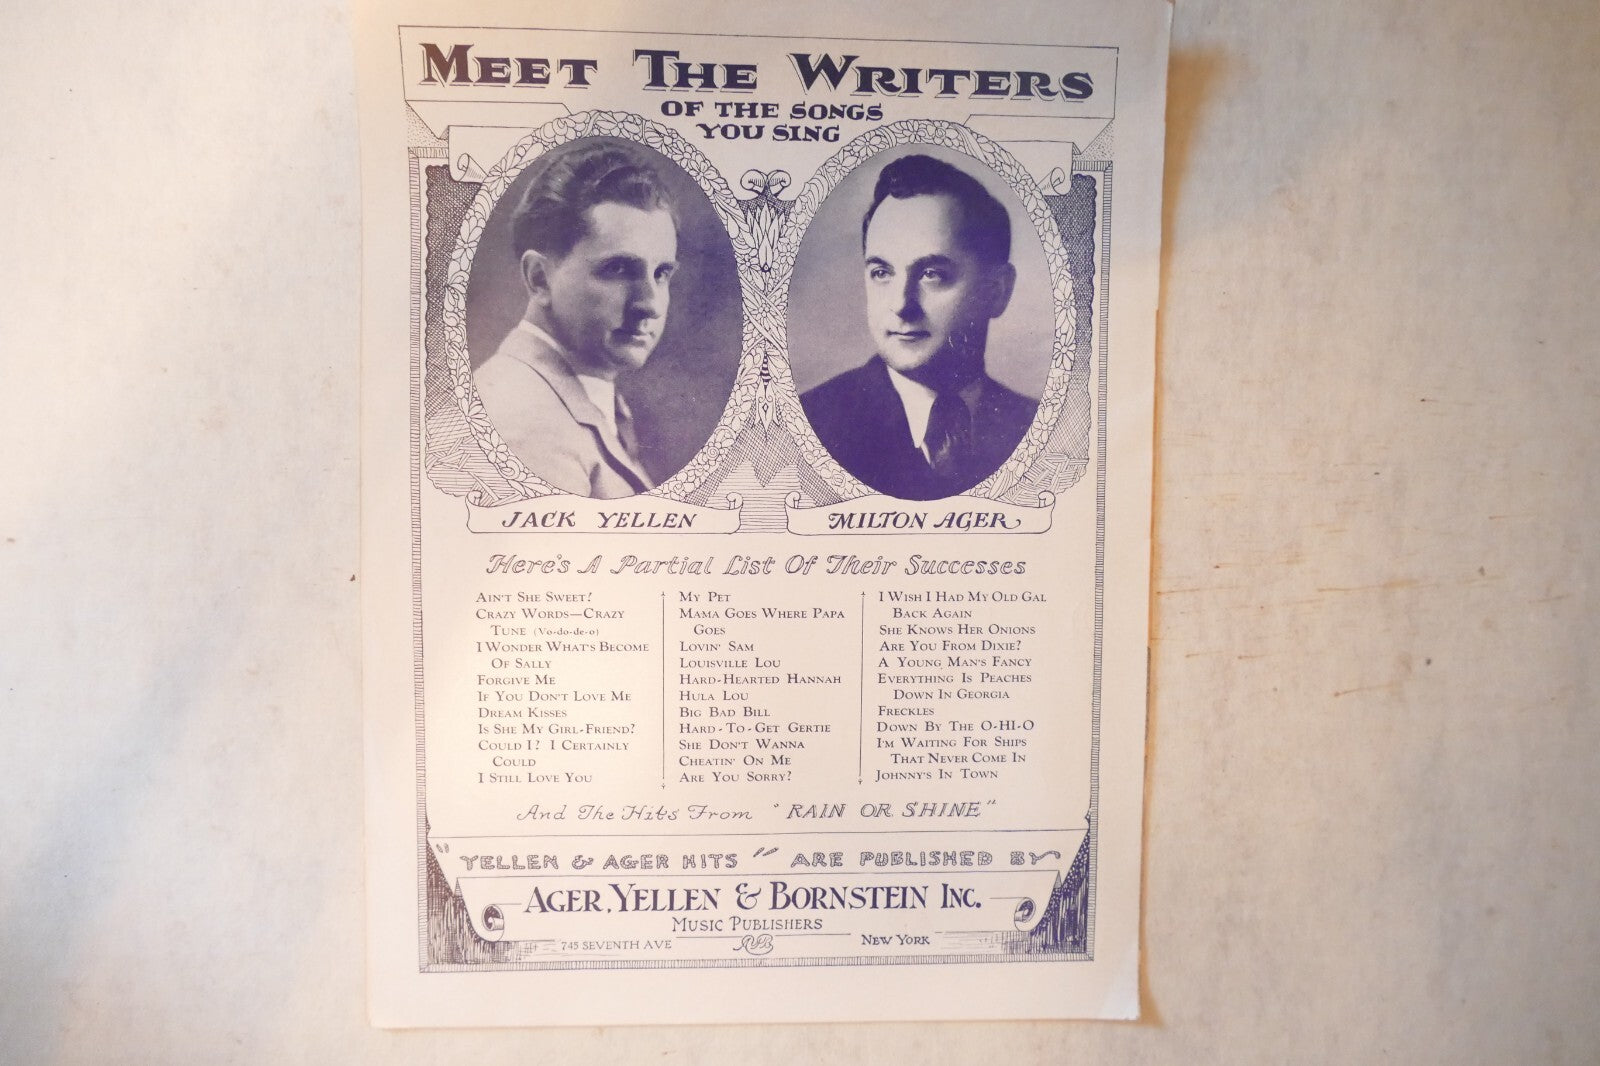 MEET THE WRITERS
OF THE SONGS
YOU SING
JACK YELLEN
MILTON AGER
Here's A Partial List Of Their Successes
AIN'T SHE SWEET?
CRAZY WORDS—CRAZY
TUNE (Vo-do-de-o)
I WONDER WHAT'S BECOME
OF SALLY
FORGIVE ME
IF YOU DON'T LOVE ME
DREAM KISSES
IS SHE MY GIRL-FRIEND?
COULD I? I CERTAINLY
COULD
I STILL LOVE YOU
MY PET
MAMA GOES WHERE PAPA
GOES
LOVIN' SAM
LOUISVILLE LOU
HARD-HEARTED HANNAH
HULA LOU
BIG BAD BILL
HARD-TO-GET GERTIE
SHE DON'T WANNA
CHEATIN' ON ME
ARE YOU SORRY?
I WISH I HAD MY OLD GAL
BACK AGAIN
SHE KNOWS HER ONIONS
ARE YOU FROM DIXIE?
A YOUNG MAN'S FANCY
EVERYTHING IS PEACHES
DOWN IN GEORGIA
FRECKLES
DOWN BY THE O-HI-O
I'M WAITING FOR SHIPS
THAT NEVER COME IN
JOHNNY'S IN TOWN
And The Hits From "RAIN OR SHINE"
"YELLEN & AGER HITS" ARE PUBLISHED BY
AGER, YELLEN & BORNSTEIN INC.
MUSIC PUBLISHERS
745 SEVENTH AVE
AYB
NEW YORK